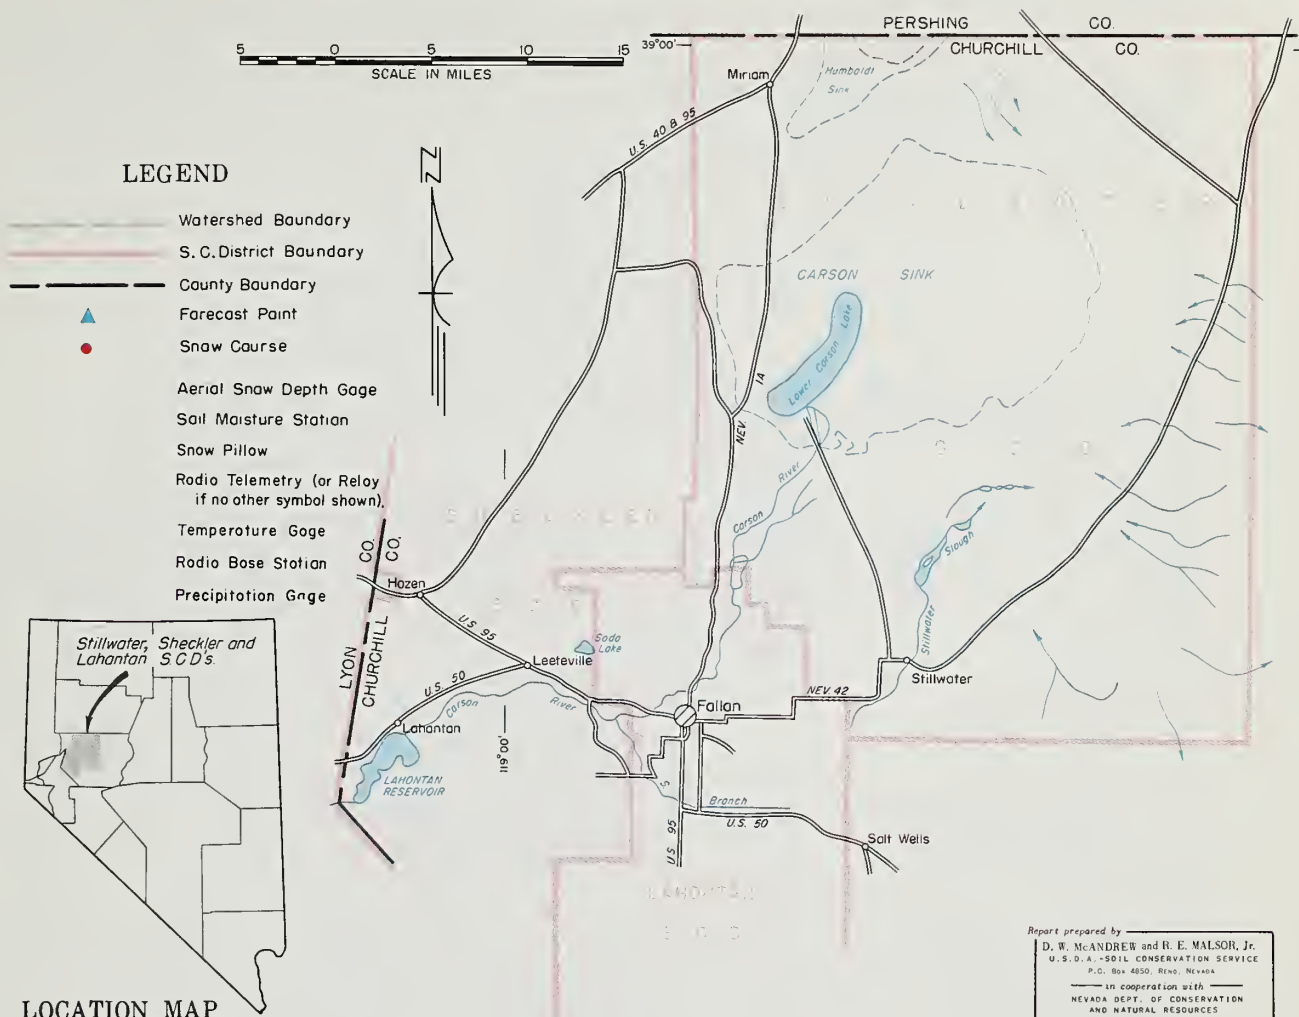 PERSHING CO.
39°00'
CHURCHILL CO.
5 0 5 10 15
SCALE IN MILES
Miriam
Humboldt
Sink
U.S. 40 & 95
N
LEGEND
Watershed Boundary
S.C. District Boundary
County Boundary
Forecast Point
Snow Course
Aerial Snow Depth Gage
Soil Moisture Station
Snow Pillow
Radio Telemetry (or Relay
if no other symbol shown).
Temperature Gage
Radio Base Station
Precipitation Gage
CARSON SINK
Lower Carson Lake
NEV. 1A
S C D
Carson River
SHECKLER
S C D
CO.
CO.
Hazen
LYON
CHURCHILL
US 95
Soda
Lake
Leeteville
U.S. 50
Carson River
Lahontan
LAHONTAN
RESERVOIR
119°00'
Slough
Stillwater
Stillwater
NEV. 42
Fallon
S. Branch
U.S. 50
US 95
Salt Wells
LAHONTAN
S C D
Stillwater, Sheckler and
Lahontan S C D's.
LOCATION MAP
Report prepared by
D. W. McANDREW and R. E. MALSOR, Jr.
U.S.D.A.-SOIL CONSERVATION SERVICE
P.C. Box 4850, RENO, NEVADA
in cooperation with
NEVADA DEPT. OF CONSERVATION
AND NATURAL RESOURCES